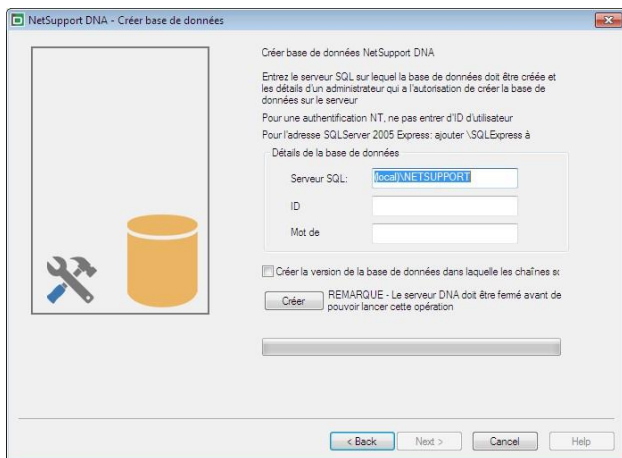 NetSupport DNA - Créer base de données
Créer base de données NetSupport DNA
Entrez le serveur SQL sur lequel la base de données doit être créée et
les détails d'un administrateur qui a l'autorisation de créer la base de
données sur le serveur
Pour une authentification NT, ne pas entrer d'ID d'utilisateur
Pour l'adresse SQLServer 2005 Express: ajouter \SQLExpress à
Détails de la base de données
Serveur SQL:
(local)\NETSUPPORT
ID
Mot de
Créer la version de la base de données dans laquelle les chaînes so
Créer
REMARQUE - Le serveur DNA doit être fermé avant de
pouvoir lancer cette opération
< Back
Next >
Cancel
Help